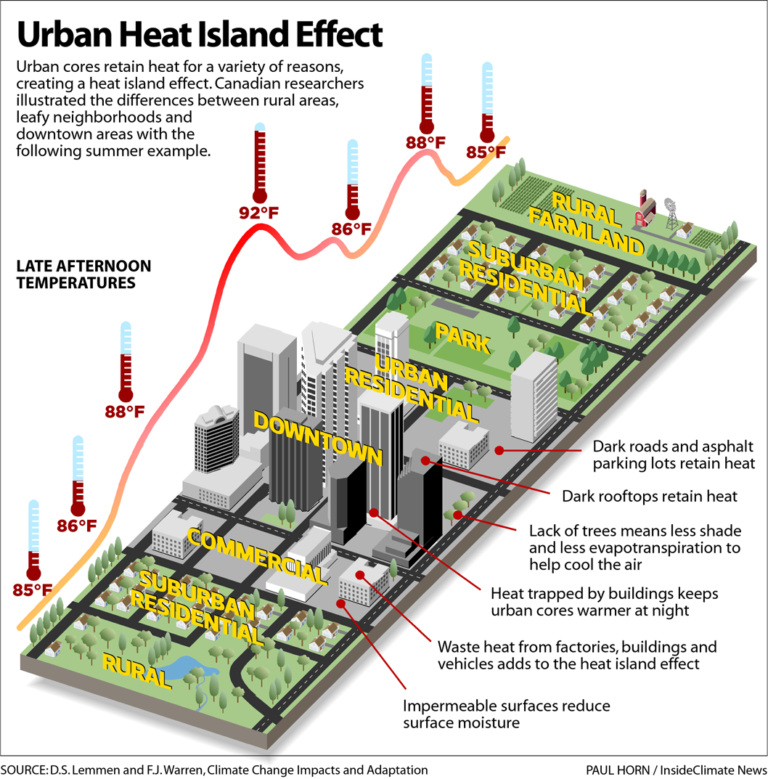 Urban Heat Island Effect
Urban cores retain heat for a variety of reasons,
creating a heat island effect. Canadian researchers
illustrated the differences between rural areas,
leafy neighborhoods and
downtown areas with the
following summer example.
88°F
85°F
92°F
86°F
LATE AFTERNOON
TEMPERATURES
88°F
86°F
85°F
RURAL
FARMLAND
SUBURBAN
RESIDENTIAL
PARK
URBAN
RESIDENTIAL
DOWNTOWN
COMMERCIAL
SUBURBAN
RESIDENTIAL
RURAL
Dark roads and asphalt
parking lots retain heat
Dark rooftops retain heat
Lack of trees means less shade
and less evapotranspiration to
help cool the air
Heat trapped by buildings keeps
urban cores warmer at night
Waste heat from factories, buildings and
vehicles adds to the heat island effect
Impermeable surfaces reduce
surface moisture
SOURCE: D.S. Lemmen and F.J. Warren, Climate Change Impacts and Adaptation
PAUL HORN / InsideClimate News